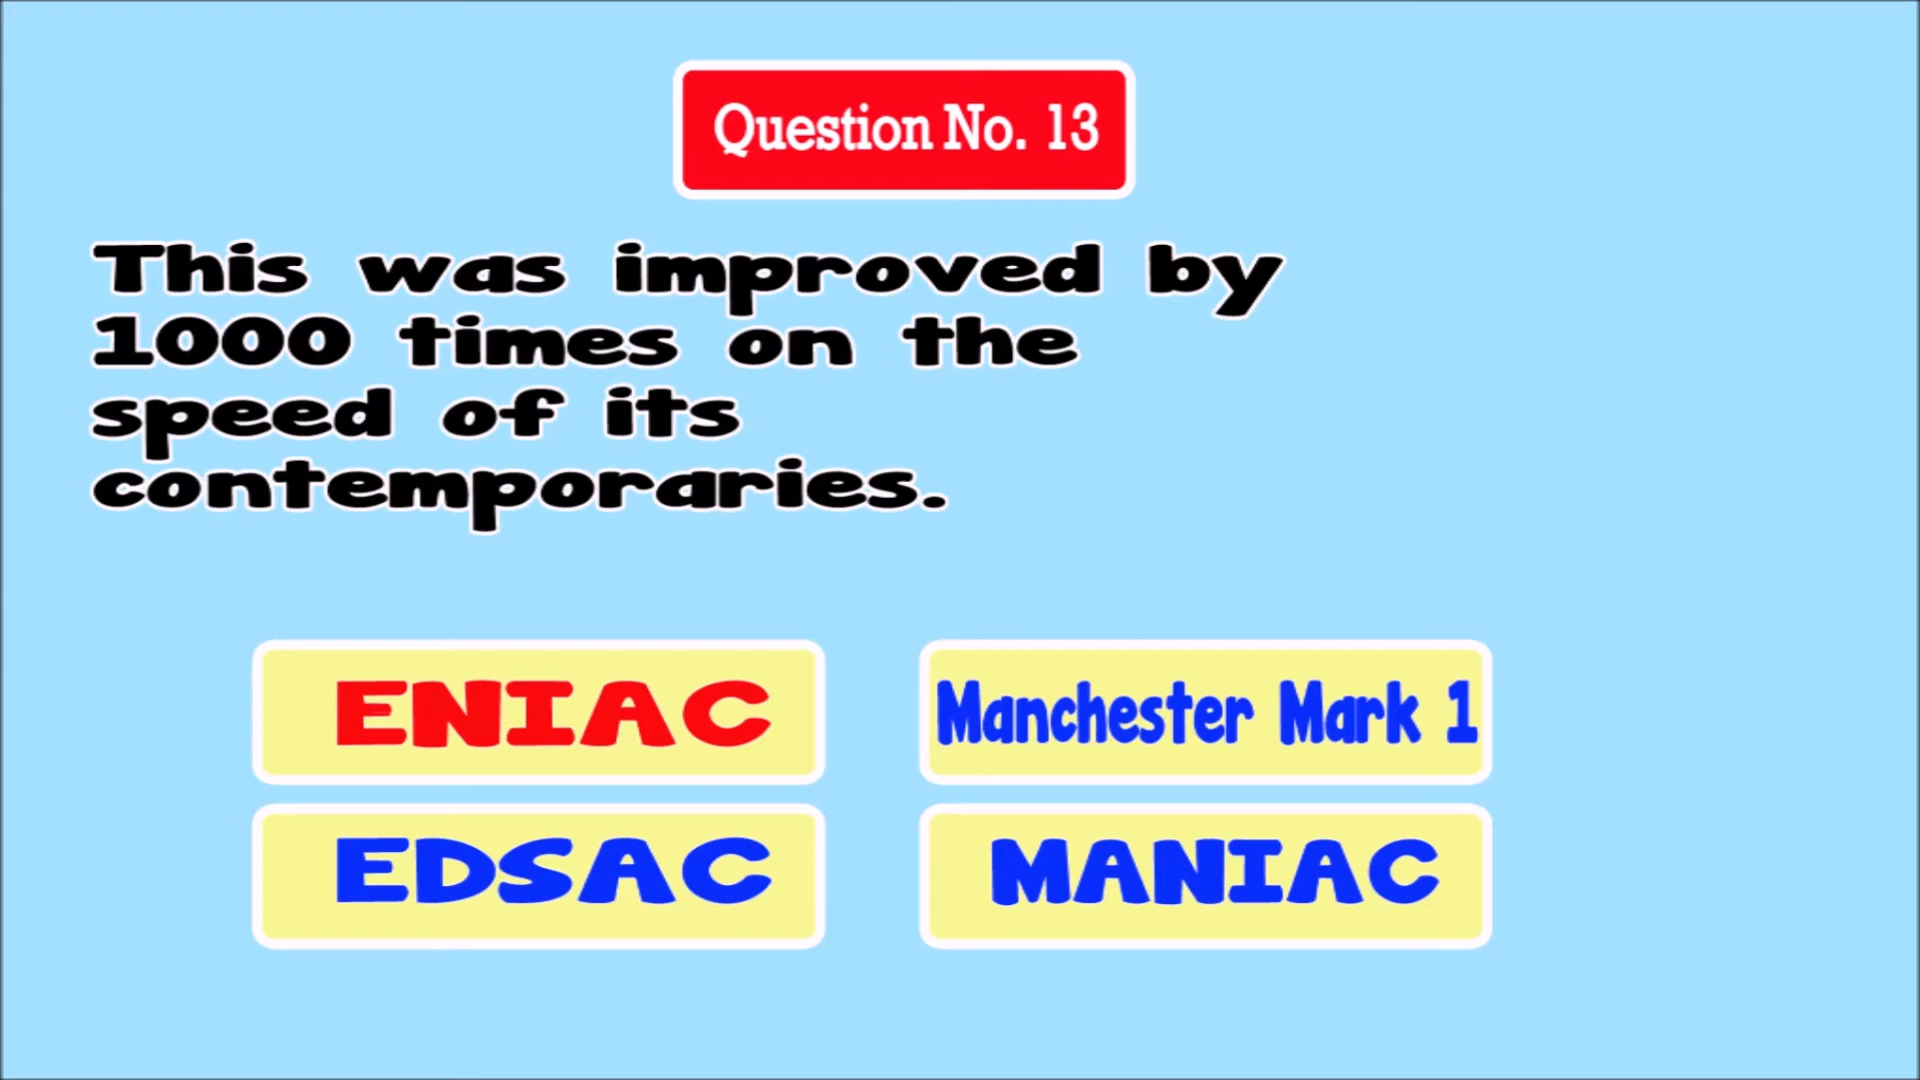 Question No. 13
This was improved by
1000 times on the
speed of its
contemporaries.
ENIAC
Manchester Mark 1
EDSAC
MANIAC